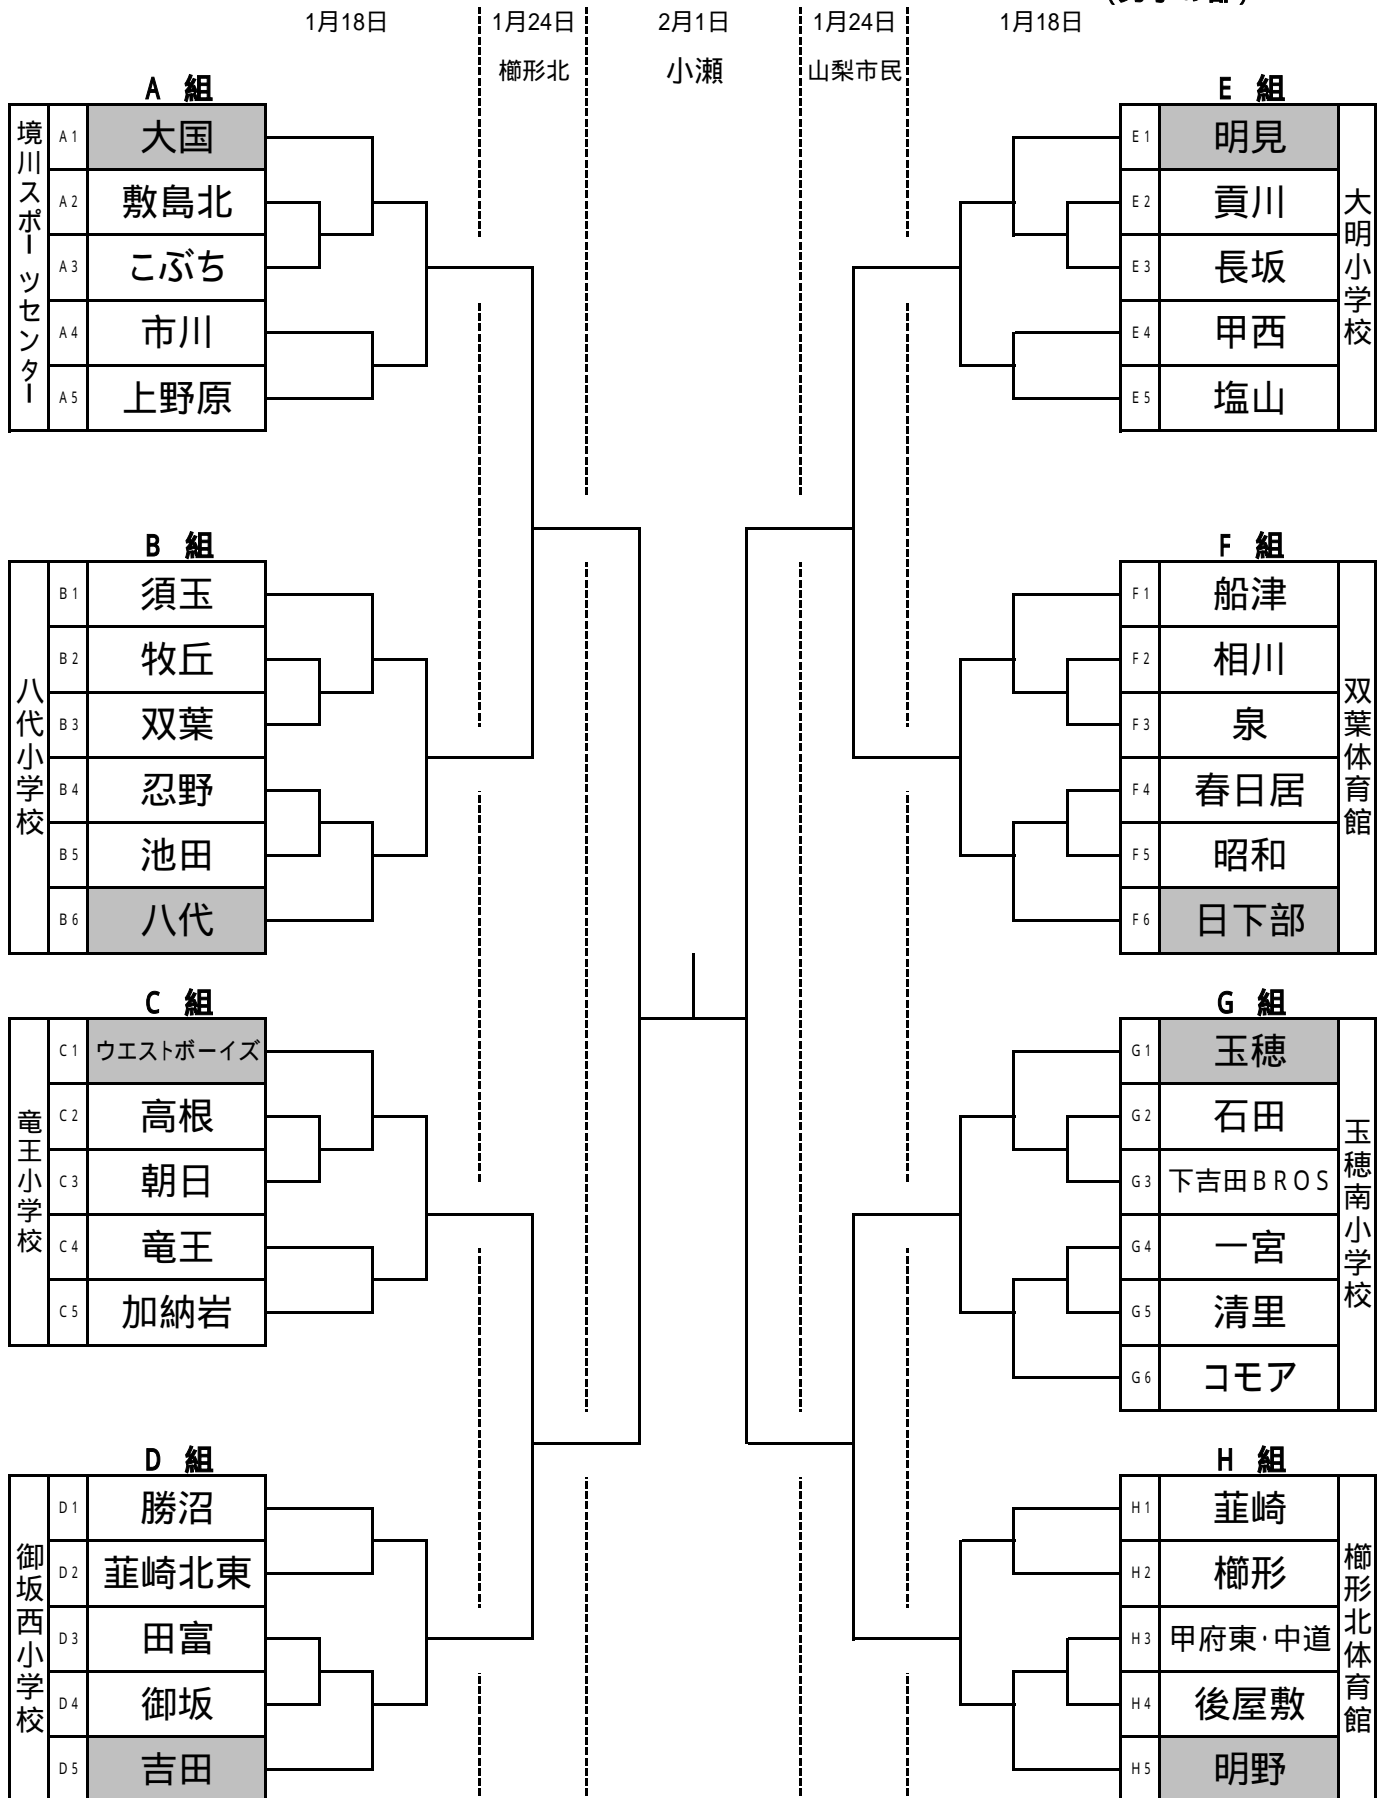 1月18日 1月24日 2月1日 1月24日 1月18日
櫛形北 小瀬 山梨市民
A 組
境川スポーツセンター
A1 大国
A2 敷島北
A3 こぶち
A4 市川
A5 上野原
B 組
八代小学校
B1 須玉
B2 牧丘
B3 双葉
B4 忍野
B5 池田
B6 八代
C 組
竜王小学校
C1 ウエストボーイズ
C2 高根
C3 朝日
C4 竜王
C5 加納岩
D 組
御坂西小学校
D1 勝沼
D2 韮崎北東
D3 田富
D4 御坂
D5 吉田
E 組
大明小学校
E1 明見
E2 貢川
E3 長坂
E4 甲西
E5 塩山
F 組
双葉体育館
F1 船津
F2 相川
F3 泉
F4 春日居
F5 昭和
F6 日下部
G 組
玉穂南小学校
G1 玉穂
G2 石田
G3 下吉田BROS
G4 一宮
G5 清里
G6 コモア
H 組
櫛形北体育館
H1 韮崎
H2 櫛形
H3 甲府東・中道
H4 後屋敷
H5 明野